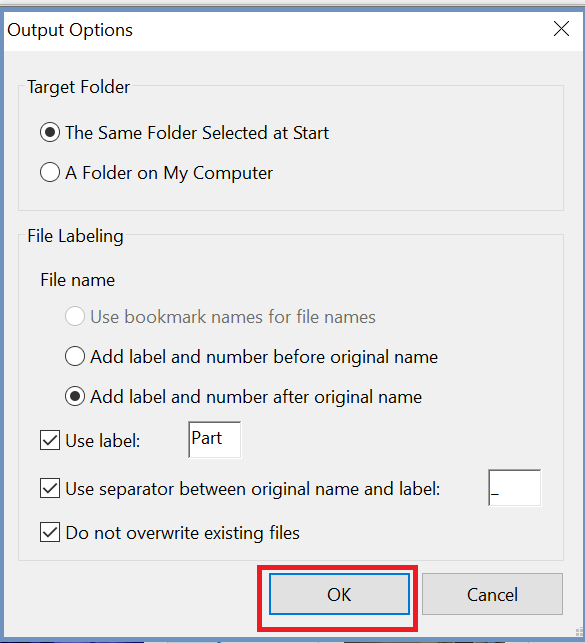 Output Options
Target Folder
The Same Folder Selected at Start
A Folder on My Computer
File Labeling
File name
Use bookmark names for file names
Add label and number before original name
Add label and number after original name
Use label: Part
Use separator between original name and label: _
Do not overwrite existing files
OK Cancel